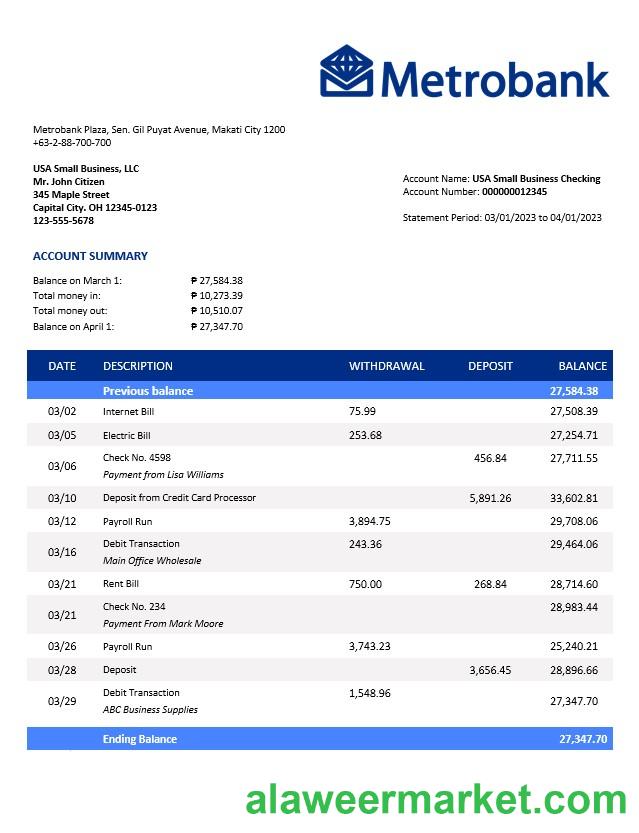 Metrobank
Metrobank Plaza, Sen. Gil Puyat Avenue, Makati City 1200
+63-2-88-700-700
USA Small Business, LLC
Mr. John Citizen
345 Maple Street
Capital City. OH 12345-0123
123-555-5678
Account Name: USA Small Business Checking
Account Number: 000000012345
Statement Period: 03/01/2023 to 04/01/2023
ACCOUNT SUMMARY
Balance on March 1: ₱ 27,584.38
Total money in: ₱ 10,273.39
Total money out: ₱ 10,510.07
Balance on April 1: ₱ 27,347.70
DATE DESCRIPTION WITHDRAWAL DEPOSIT BALANCE
Previous balance 27,584.38
03/02 Internet Bill 75.99 27,508.39
03/05 Electric Bill 253.68 27,254.71
03/06 Check No. 4598 456.84 27,711.55
Payment from Lisa Williams
03/10 Deposit from Credit Card Processor 5,891.26 33,602.81
03/12 Payroll Run 3,894.75 29,708.06
03/16 Debit Transaction 243.36 29,464.06
Main Office Wholesale
03/21 Rent Bill 750.00 268.84 28,714.60
03/21 Check No. 234 28,983.44
Payment From Mark Moore
03/26 Payroll Run 3,743.23 25,240.21
03/28 Deposit 3,656.45 28,896.66
03/29 Debit Transaction 1,548.96 27,347.70
ABC Business Supplies
Ending Balance 27,347.70
alaweermarket.com